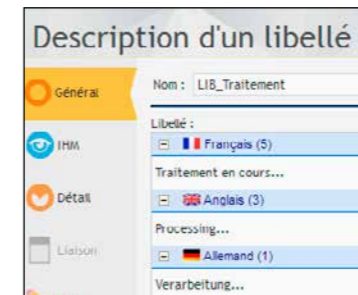 Description d'un libellé
Général
Nom : LIB_Traitement
Libellé :
Français (5)
IHM
Traitement en cours...
Anglais (3)
Détail
Processing...
Allemand (1)
Liaison
Verarbeitung...